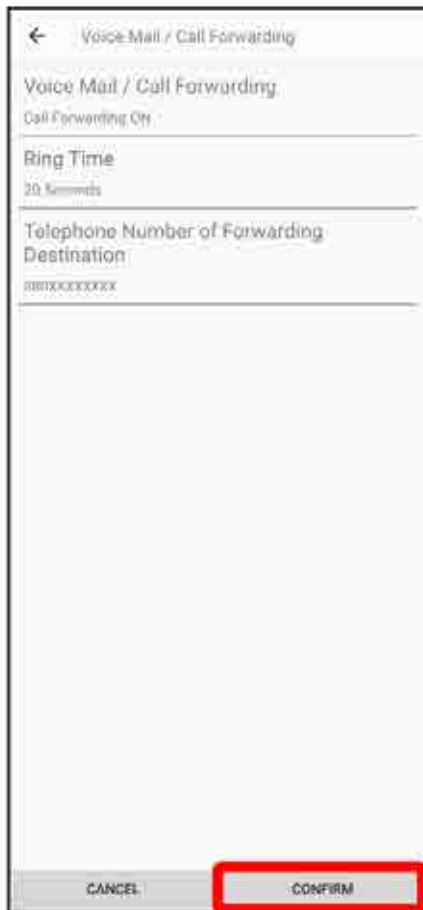 Voice Mail / Call Forwarding
Voice Mail / Call Forwarding
Call Forwarding ON
Ring Time
20 Seconds
Telephone Number of Forwarding
Destination
CANCEL
CONFIRM